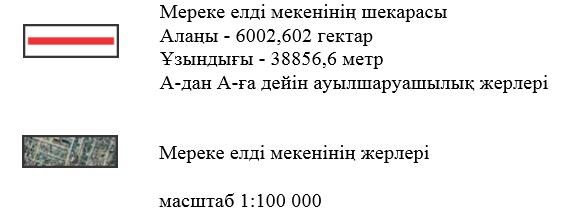 Мереке елді мекенінің шекарасы
Алаңы - 6002,602 гектар
Ұзындығы - 38856,6 метр
А-дан А-ға дейін ауылшаруашылық жерлері
Мереке елді мекенінің жерлері
масштаб 1:100 000